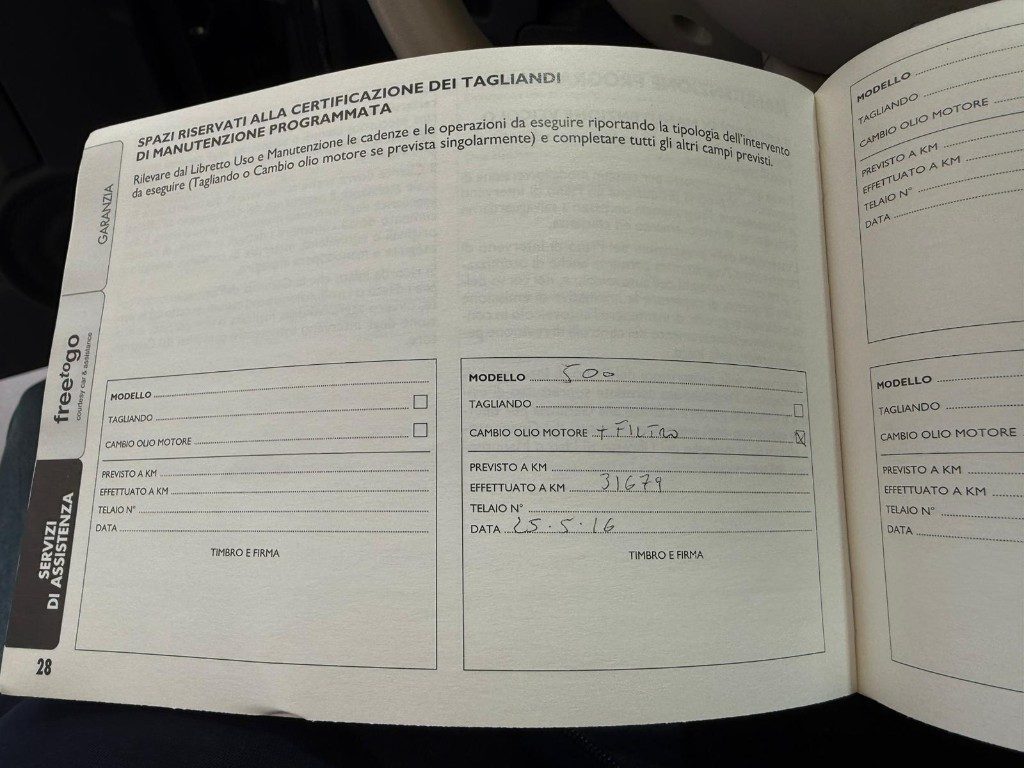 SPAZI RISERVATI ALLA CERTIFICAZIONE DEI TAGLIANDI
DI MANUTENZIONE PROGRAMMATA
Rilevare dal Libretto Uso e Manutenzione le cadenze e le operazioni da eseguire riportando la tipologia dell'intervento
da eseguire (Tagliando o Cambio olio motore se prevista singolarmente) e completare tutti gli altri campi previsti.
GARANZIA
freetogo
courtesy car & assistance
SERVIZI
DI ASSISTENZA
28
MODELLO
TAGLIANDO
CAMBIO OLIO MOTORE
PREVISTO A KM
EFFETTUATO A KM
TELAIO N°
DATA
TIMBRO E FIRMA
MODELLO 500
TAGLIANDO
CAMBIO OLIO MOTORE + FILTRO
PREVISTO A KM
EFFETTUATO A KM 31679
TELAIO N°
DATA 25.5.16
TIMBRO E FIRMA
MODELLO
TAGLIANDO
CAMBIO OLIO MOTORE
PREVISTO A KM
EFFETTUATO A KM
TELAIO N°
DATA
MODELLO
TAGLIANDO
CAMBIO OLIO MOTORE
PREVISTO A KM
EFFETTUATO A KM
TELAIO N°
DATA